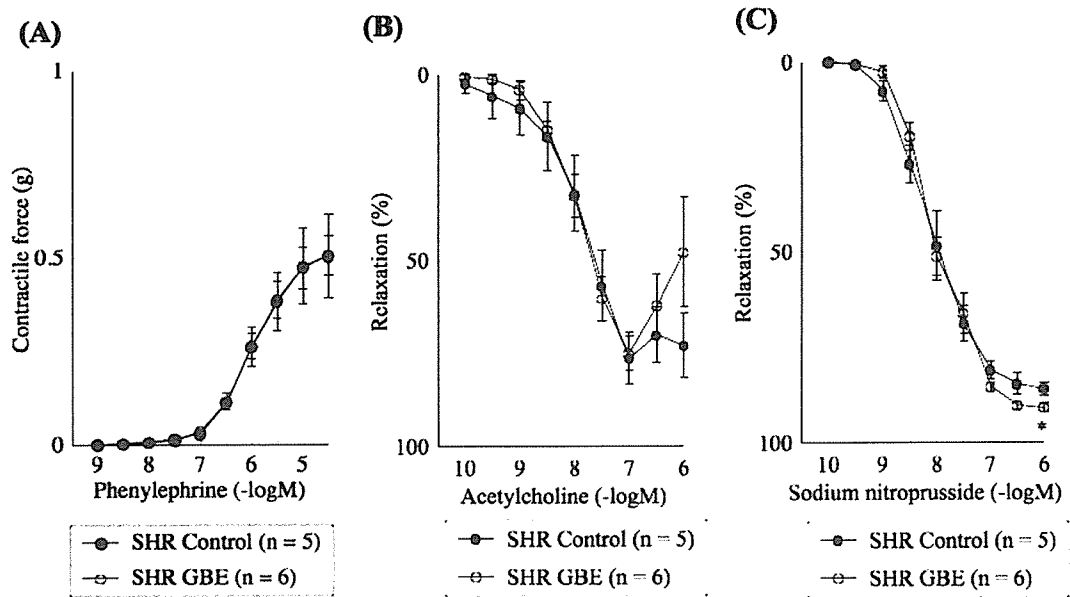 (A)
1
0.5
0
Contractile force (g)
9 8 7 6 5
Phenylephrine (-logM)
SHR Control (n = 5)
SHR GBE (n = 6)
(B)
0
50
100
Relaxation (%)
10 9 8 7 6
Acetylcholine (-logM)
SHR Control (n = 5)
SHR GBE (n = 6)
(C)
0
50
100
Relaxation (%)
*
10 9 8 7 6
Sodium nitroprusside (-logM)
SHR Control (n = 5)
SHR GBE (n = 6)